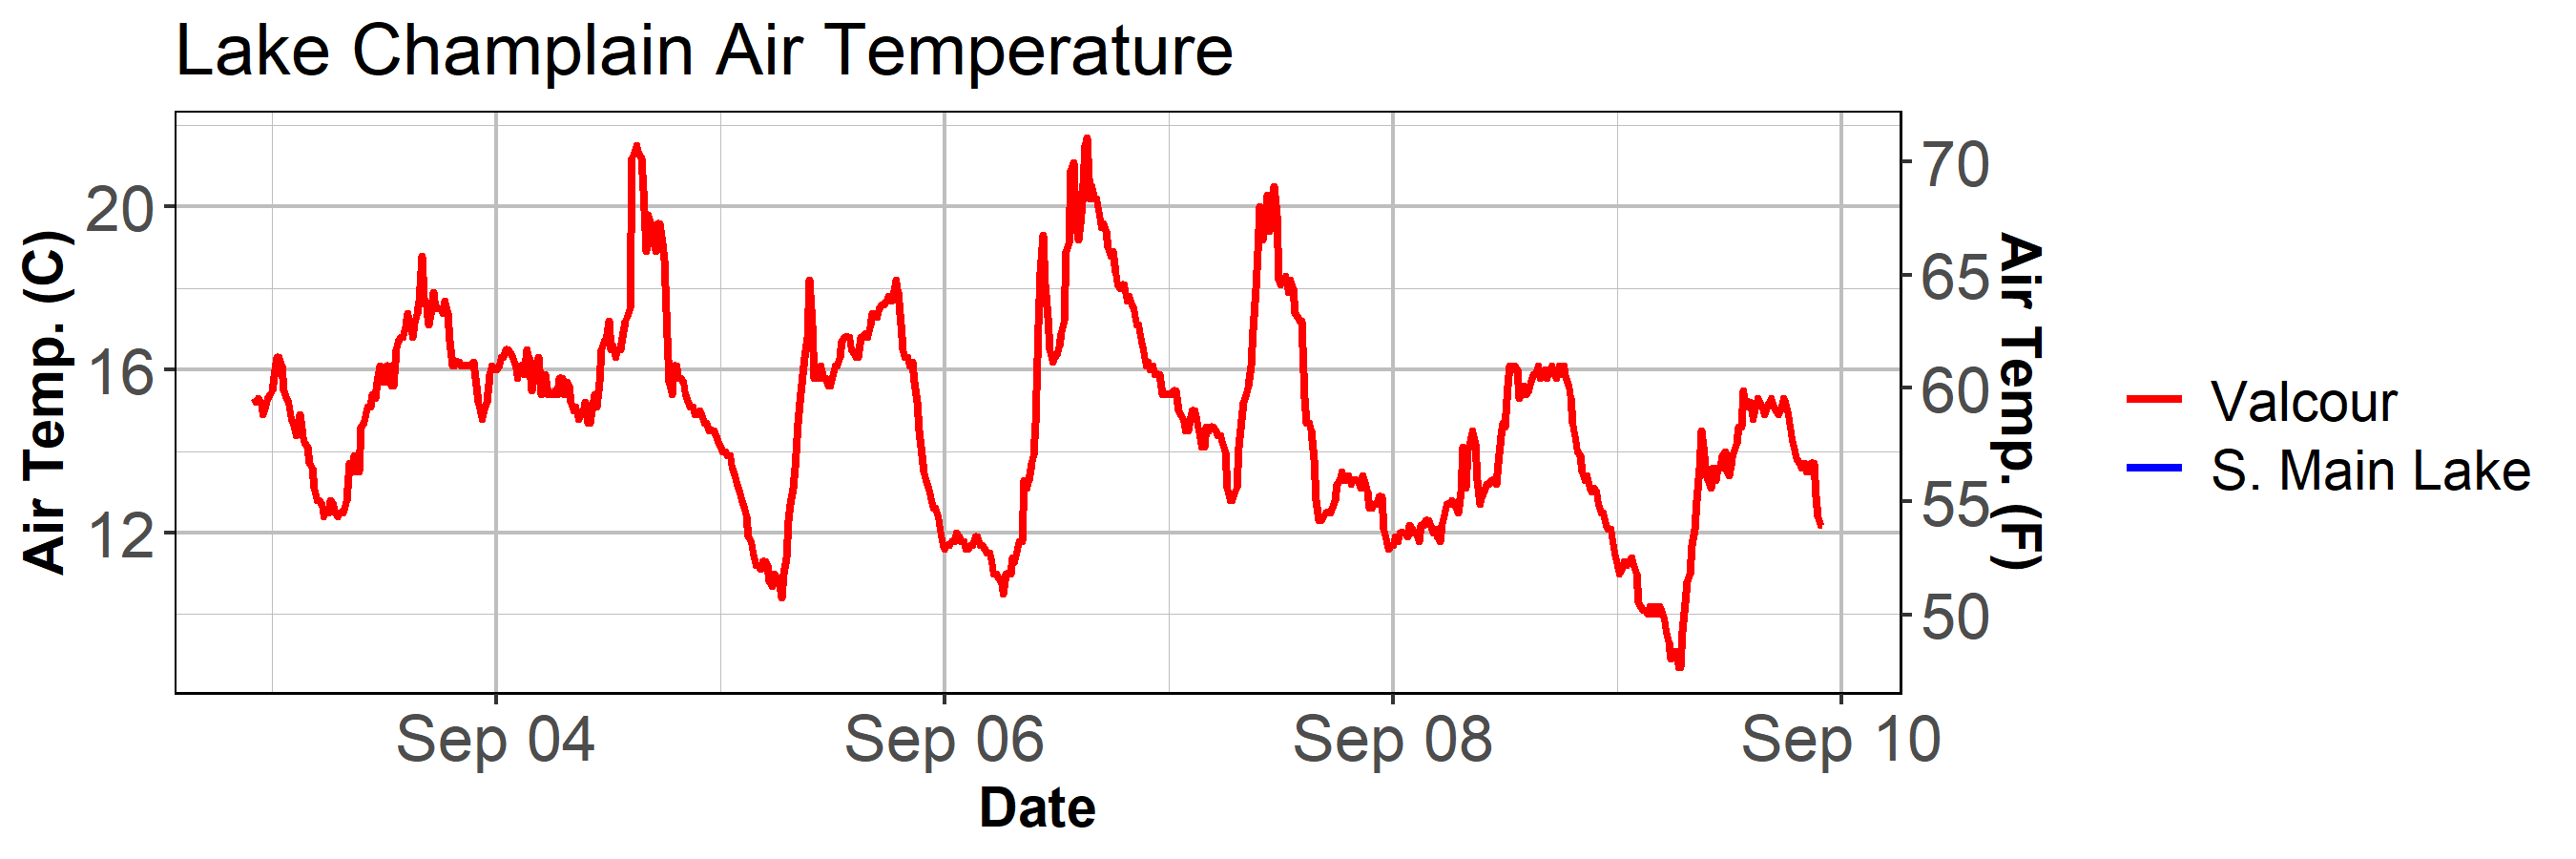 Lake Champlain Air Temperature
Air Temp. (C)
20
16
12
70
65
60
55
50
Air Temp. (F)
Sep 04
Sep 06
Sep 08
Sep 10
Date
Valcour
S. Main Lake